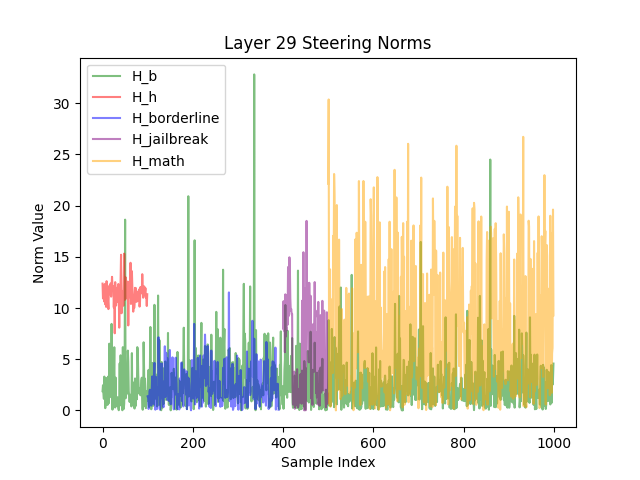 Layer 29 Steering Norms
H_b
H_h
H_borderline
H_jailbreak
H_math
Norm Value
30
25
20
15
10
5
0
0 200 400 600 800 1000
Sample Index